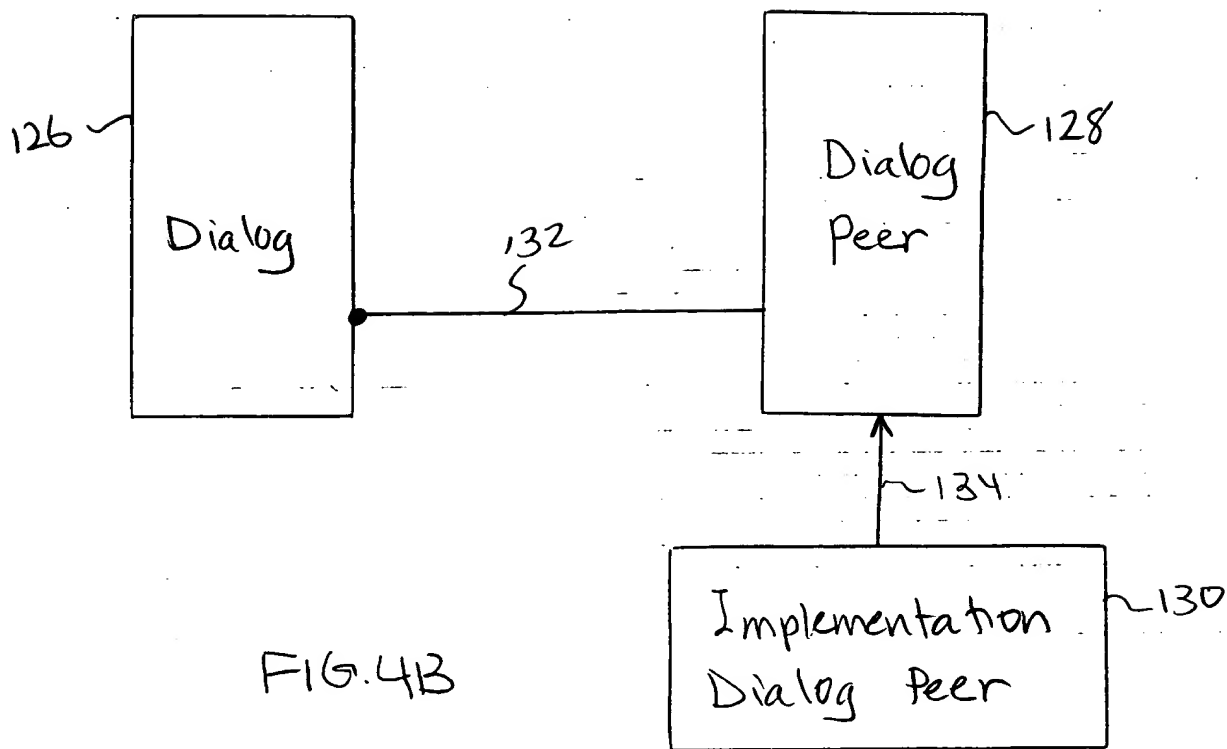 126
Dialog
132
Dialog
Peer
128
134
Implementation
Dialog Peer
130
FIG. 4B